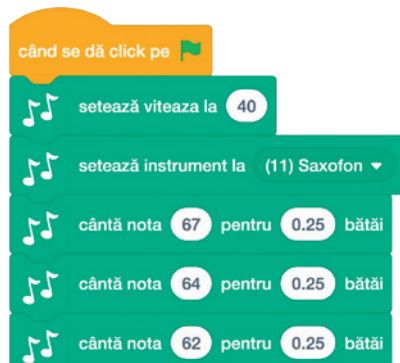 când se dă click pe
setează viteaza la 40
setează instrument la (11) Saxofon
cântă nota 67 pentru 0.25 bătăi
cântă nota 64 pentru 0.25 bătăi
cântă nota 62 pentru 0.25 bătăi